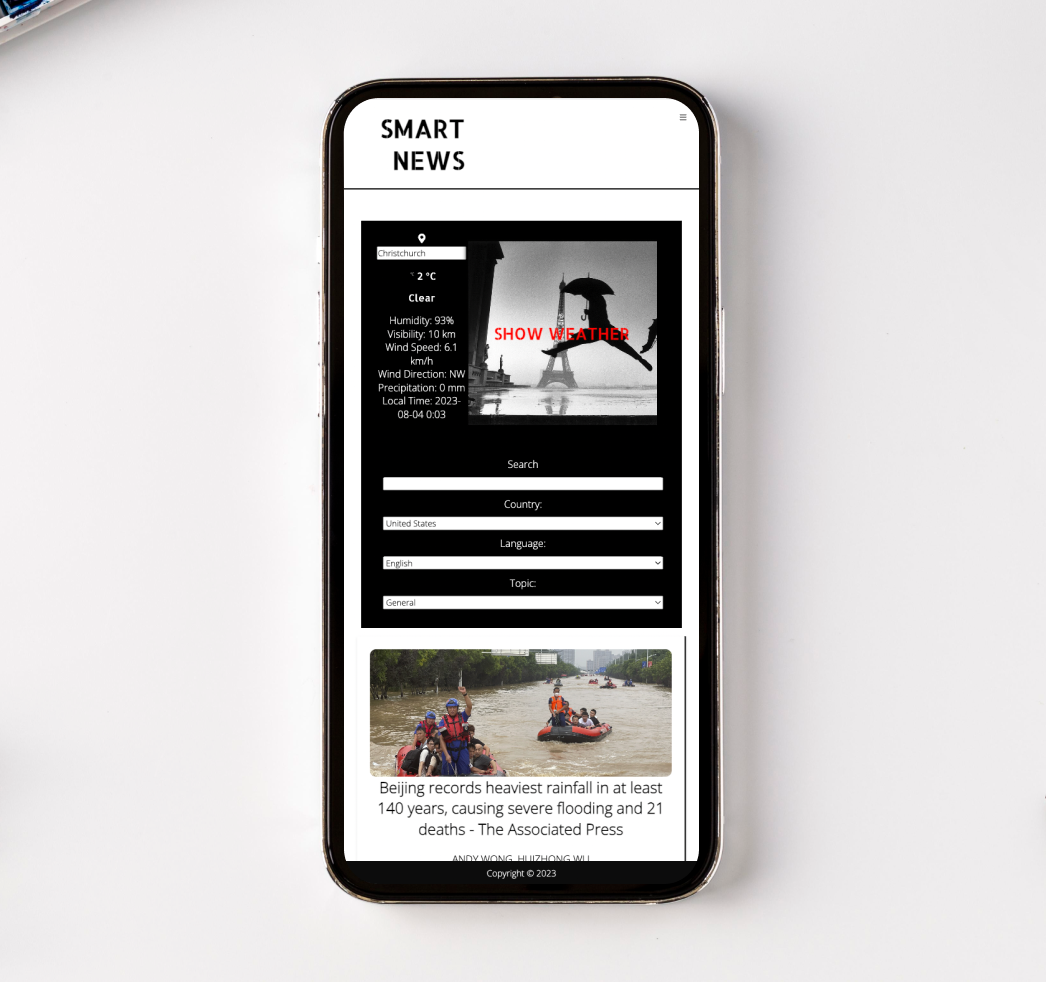 SMART
NEWS
Christchurch
°C 2 °C
Clear
Humidity: 93%
Visibility: 10 km
Wind Speed: 6.1
km/h
Wind Direction: NW
Precipitation: 0 mm
Local Time: 2023-
08-04 0:03
SHOW WEATHER
Search
Country:
United States
Language:
English
Topic:
General
Beijing records heaviest rainfall in at least
140 years, causing severe flooding and 21
deaths - The Associated Press
ANDY WONG, HUIZHONG WU
Copyright © 2023